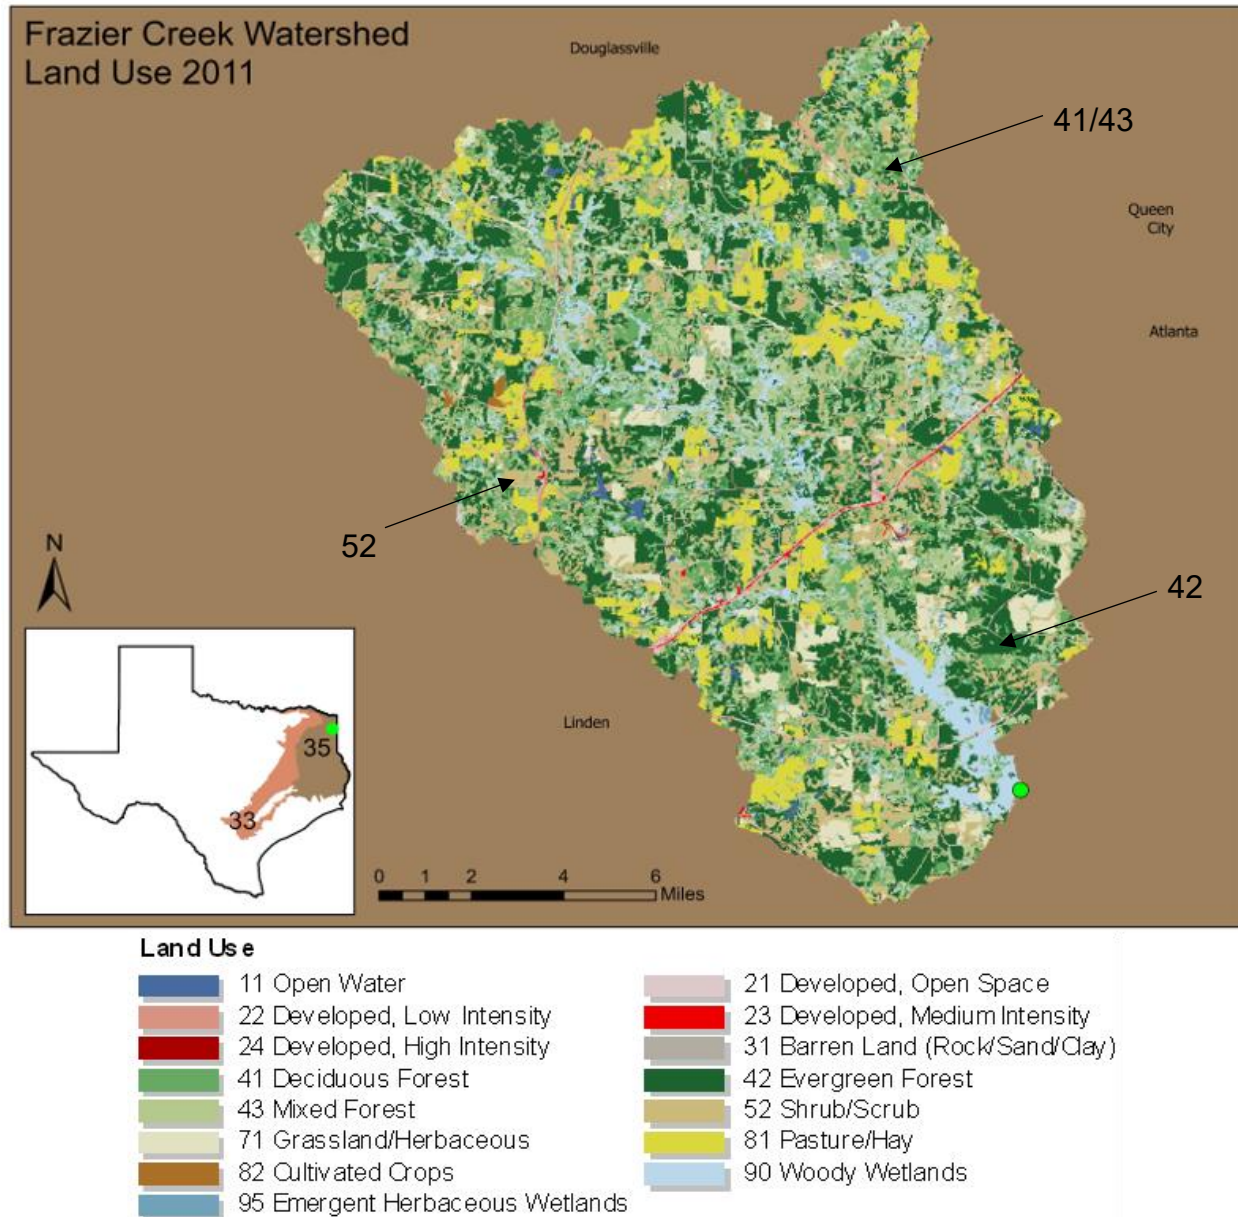 Frazier Creek Watershed
Land Use 2011
Douglassville
41/43
Queen
City
Atlanta
52
N
42
Linden
35
33
0 1 2 4 6
Miles
Land Use
11 Open Water
22 Developed, Low Intensity
24 Developed, High Intensity
41 Deciduous Forest
43 Mixed Forest
71 Grassland/Herbaceous
82 Cultivated Crops
95 Emergent Herbaceous Wetlands
21 Developed, Open Space
23 Developed, Medium Intensity
31 Barren Land (Rock/Sand/Clay)
42 Evergreen Forest
52 Shrub/Scrub
81 Pasture/Hay
90 Woody Wetlands